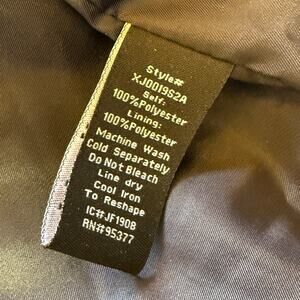 Style#
XJ0019S2A
Self:
100%Polyester
Lining:
100%Polyester
Machine Wash
Cold Separately
Do Not Bleach
Line dry
Cool Iron
To Reshape
IC#JF1908
RN#95377